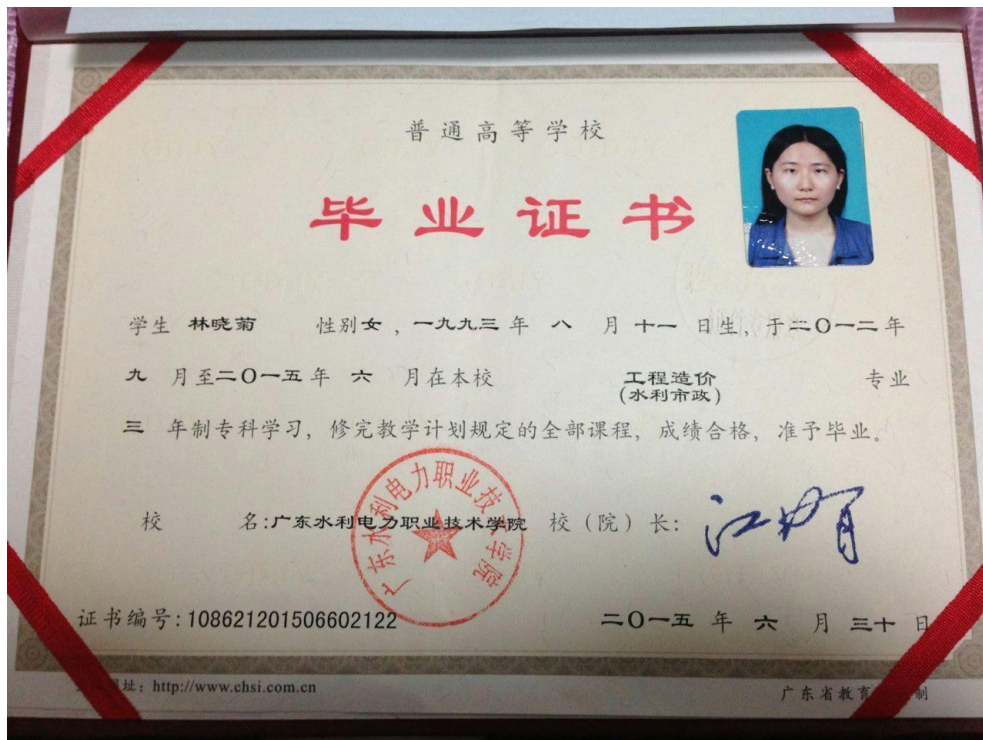 普通高等学校
毕业证书
学生 林晓菊 性别女，一九九三年 八 月十一 日生，于二〇一二年
九 月至二〇一五年 六 月在本校 工程造价 专业
(水利市政)
三 年制专科学习，修完教学计划规定的全部课程，成绩合格，准予毕业。
校 名：广东水利电力职业技术学院 校（院）长：
广东水利电力职业技术学院
证书编号：108621201506602122 二〇一五年 六 月 三十 日
网址：http://www.chsi.com.cn 广东省教育 制